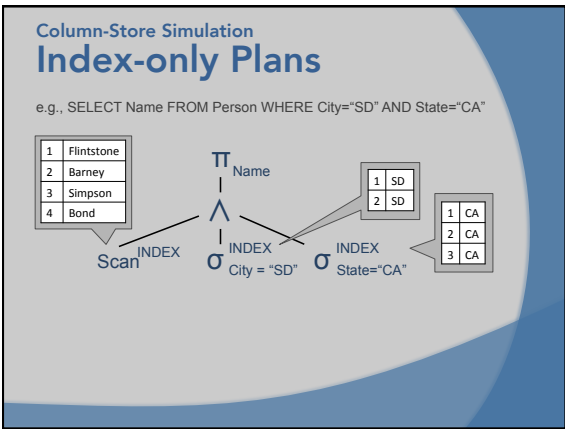 Column-Store Simulation
Index-only Plans
e.g., SELECT Name FROM Person WHERE City=“SD” AND State=“CA”
1 Flintstone
2 Barney
3 Simpson
4 Bond
π Name
1 SD
2 SD
1 CA
2 CA
3 CA
∧
Scan INDEX
σ INDEX City = “SD”
σ INDEX State=“CA”